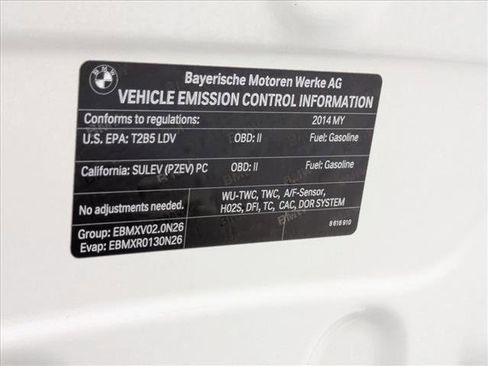 BMW
Bayerische Motoren Werke AG
VEHICLE EMISSION CONTROL INFORMATION
Conforms to regulations: 2014 MY
U.S. EPA: T2B5 LDV OBD: II Fuel: Gasoline
California: SULEV (PZEV) PC OBD: II Fuel: Gasoline
No adjustments needed. WU-TWC, TWC, A/F-Sensor,
HO2S, DFI, TC, CAC, DOR SYSTEM
Group: EBMXV02.0N26
Evap: EBMXR0130N26
8 616 910